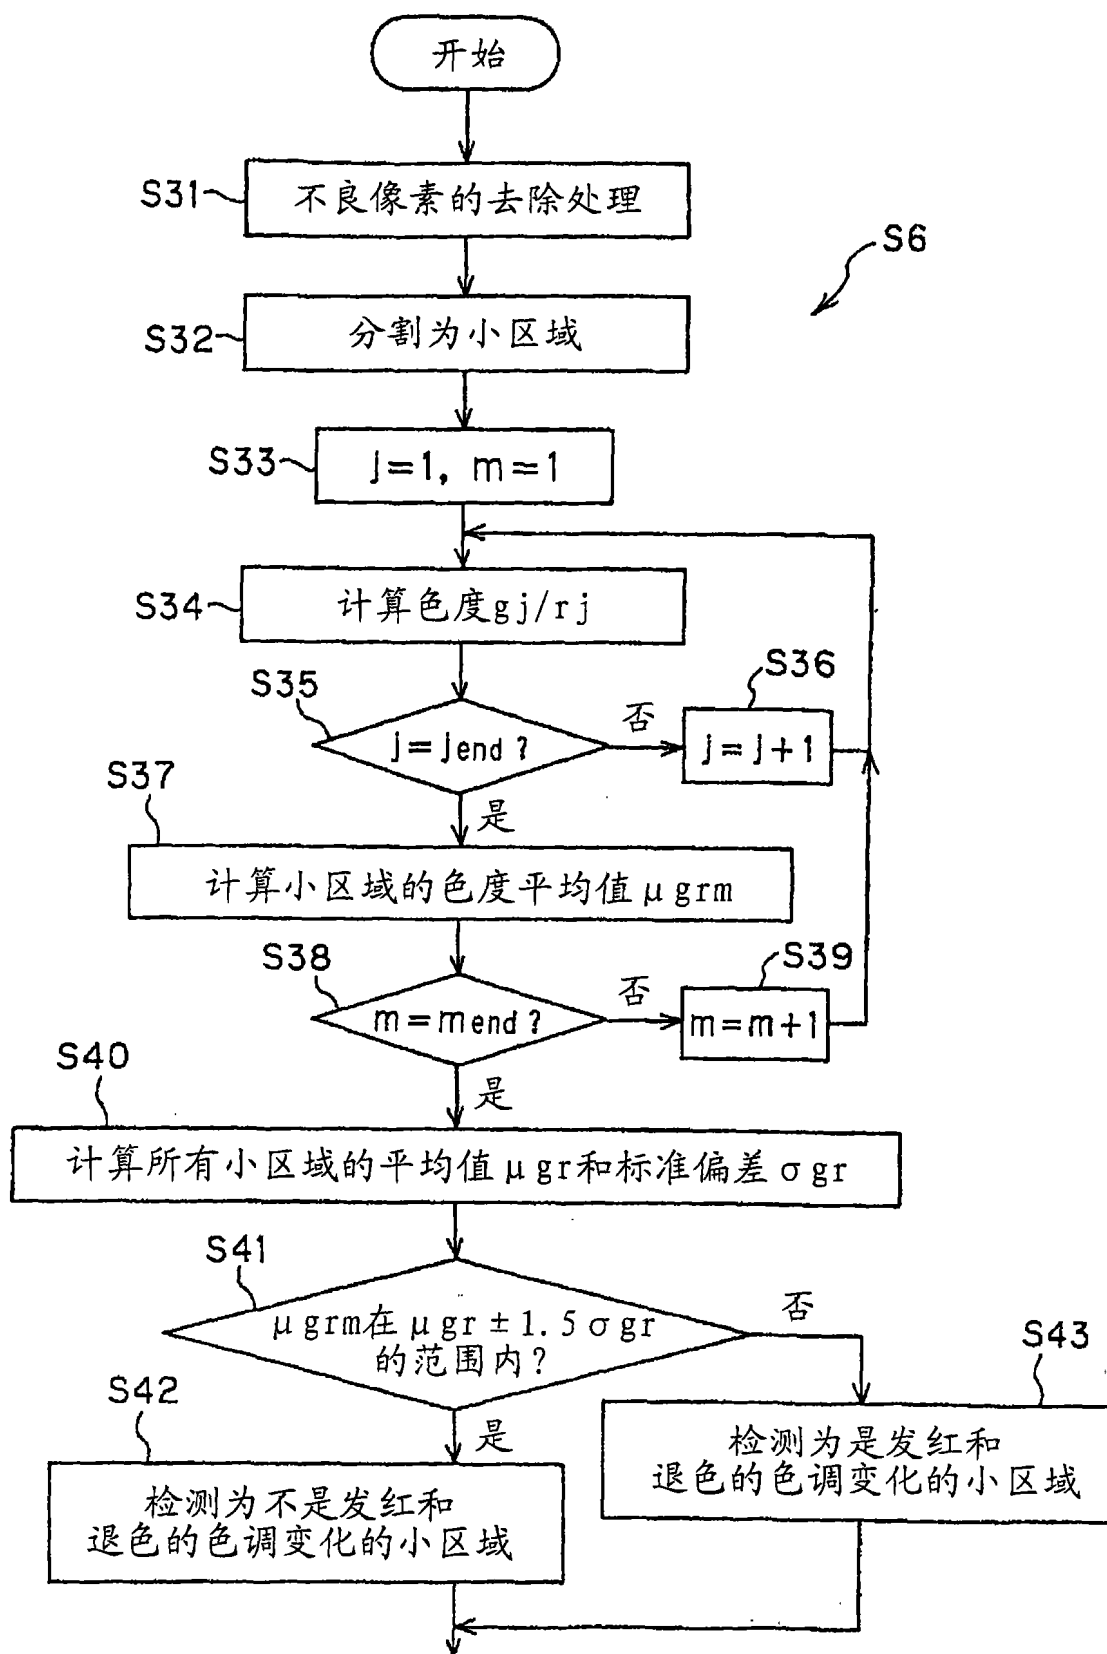 开始
S31
不良像素的去除处理
S6
S32
分割为小区域
S33
j=1, m=1
S34
计算色度gj/rj
S35
j=jend?
否
S36
j=j+1
是
S37
计算小区域的色度平均值μgrm
S38
m=mend?
否
S39
m=m+1
是
S40
计算所有小区域的平均值μgr和标准偏差σgr
S41
μgrm在μgr±1.5σgr
的范围内?
否
是
S42
检测为不是发红和
退色的色调变化的小区域
S43
检测为是发红和
退色的色调变化的小区域